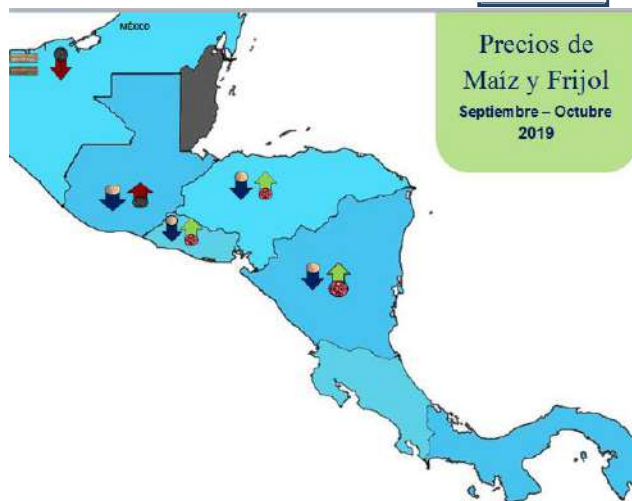 MÉXICO
Precios de
Maíz y Frijol
Septiembre – Octubre
2019